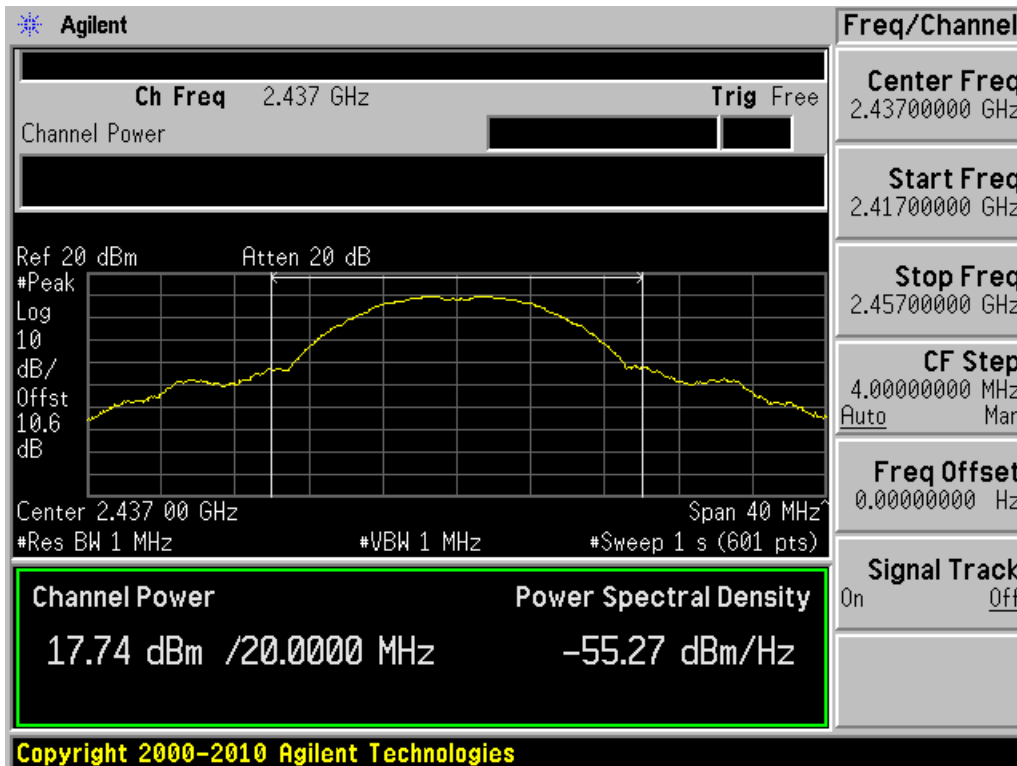 Agilent
Freq/Channel
Ch Freq 2.437 GHz Trig Free
Channel Power
Center Freq
2.43700000 GHz
Start Freq
2.41700000 GHz
Stop Freq
2.45700000 GHz
CF Step
4.00000000 MHz
Auto Man
Freq Offset
0.00000000 Hz
Signal Track
On Off
Ref 20 dBm Atten 20 dB
#Peak
Log
10
dB/
Offst
10.6
dB
Center 2.437 00 GHz Span 40 MHz^
#Res BW 1 MHz #VBW 1 MHz #Sweep 1 s (601 pts)
Channel Power Power Spectral Density
17.74 dBm /20.0000 MHz -55.27 dBm/Hz
Copyright 2000-2010 Agilent Technologies